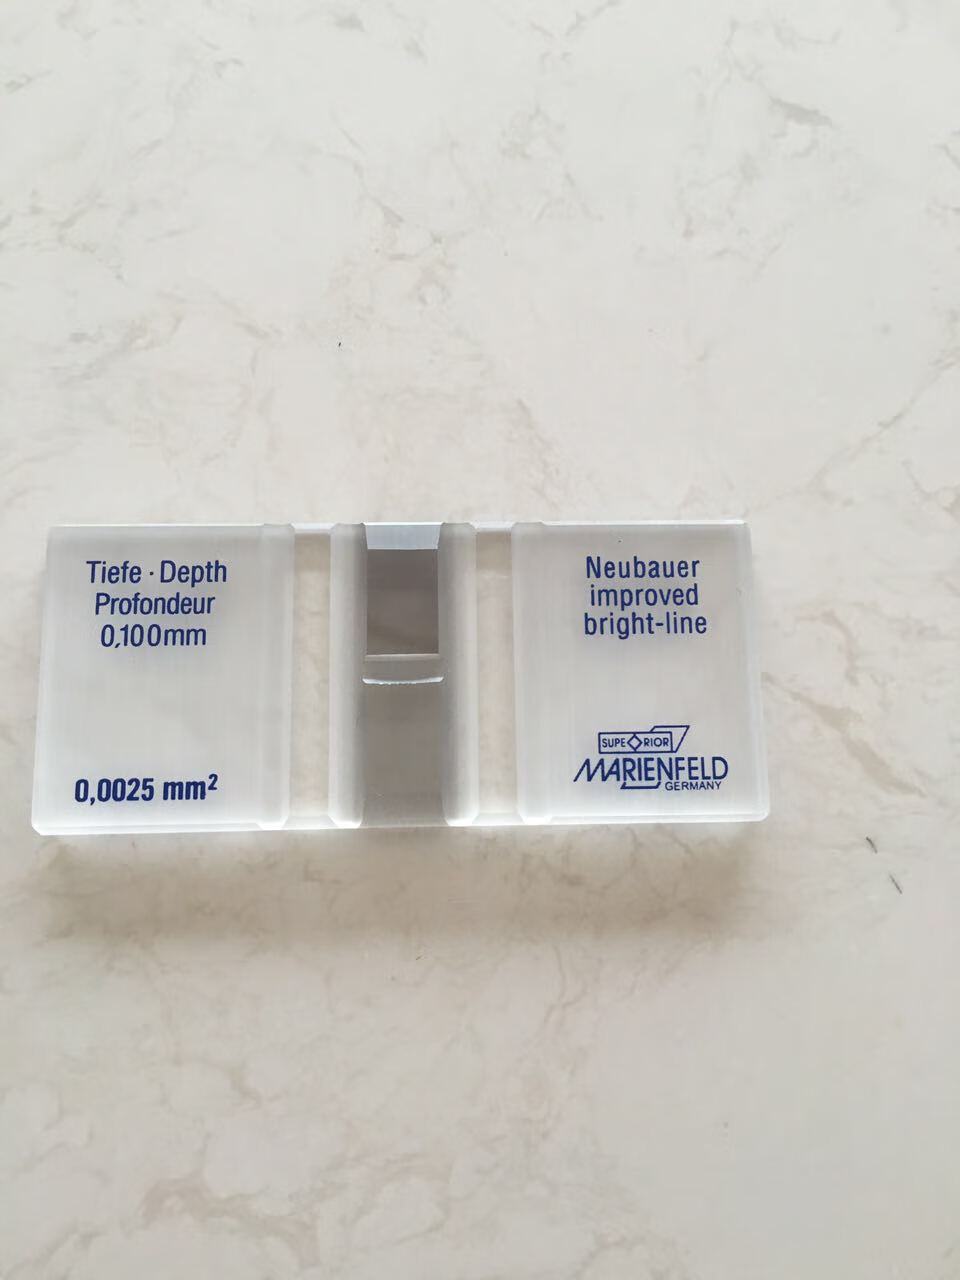 Tiefe · Depth
Profondeur
0,100mm
0,0025 mm²
Neubauer
improved
bright-line
SUPERIOR
MARIENFELD
GERMANY